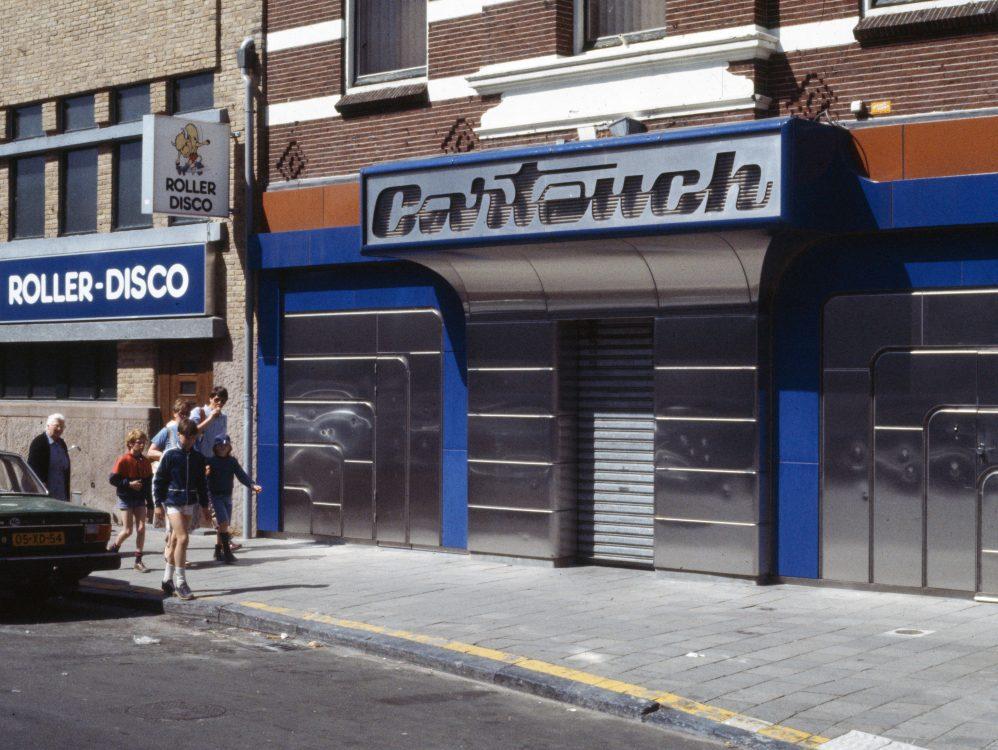 ROLLER
DISCO
ROLLER-DISCO
Cartouch
05-XD-54